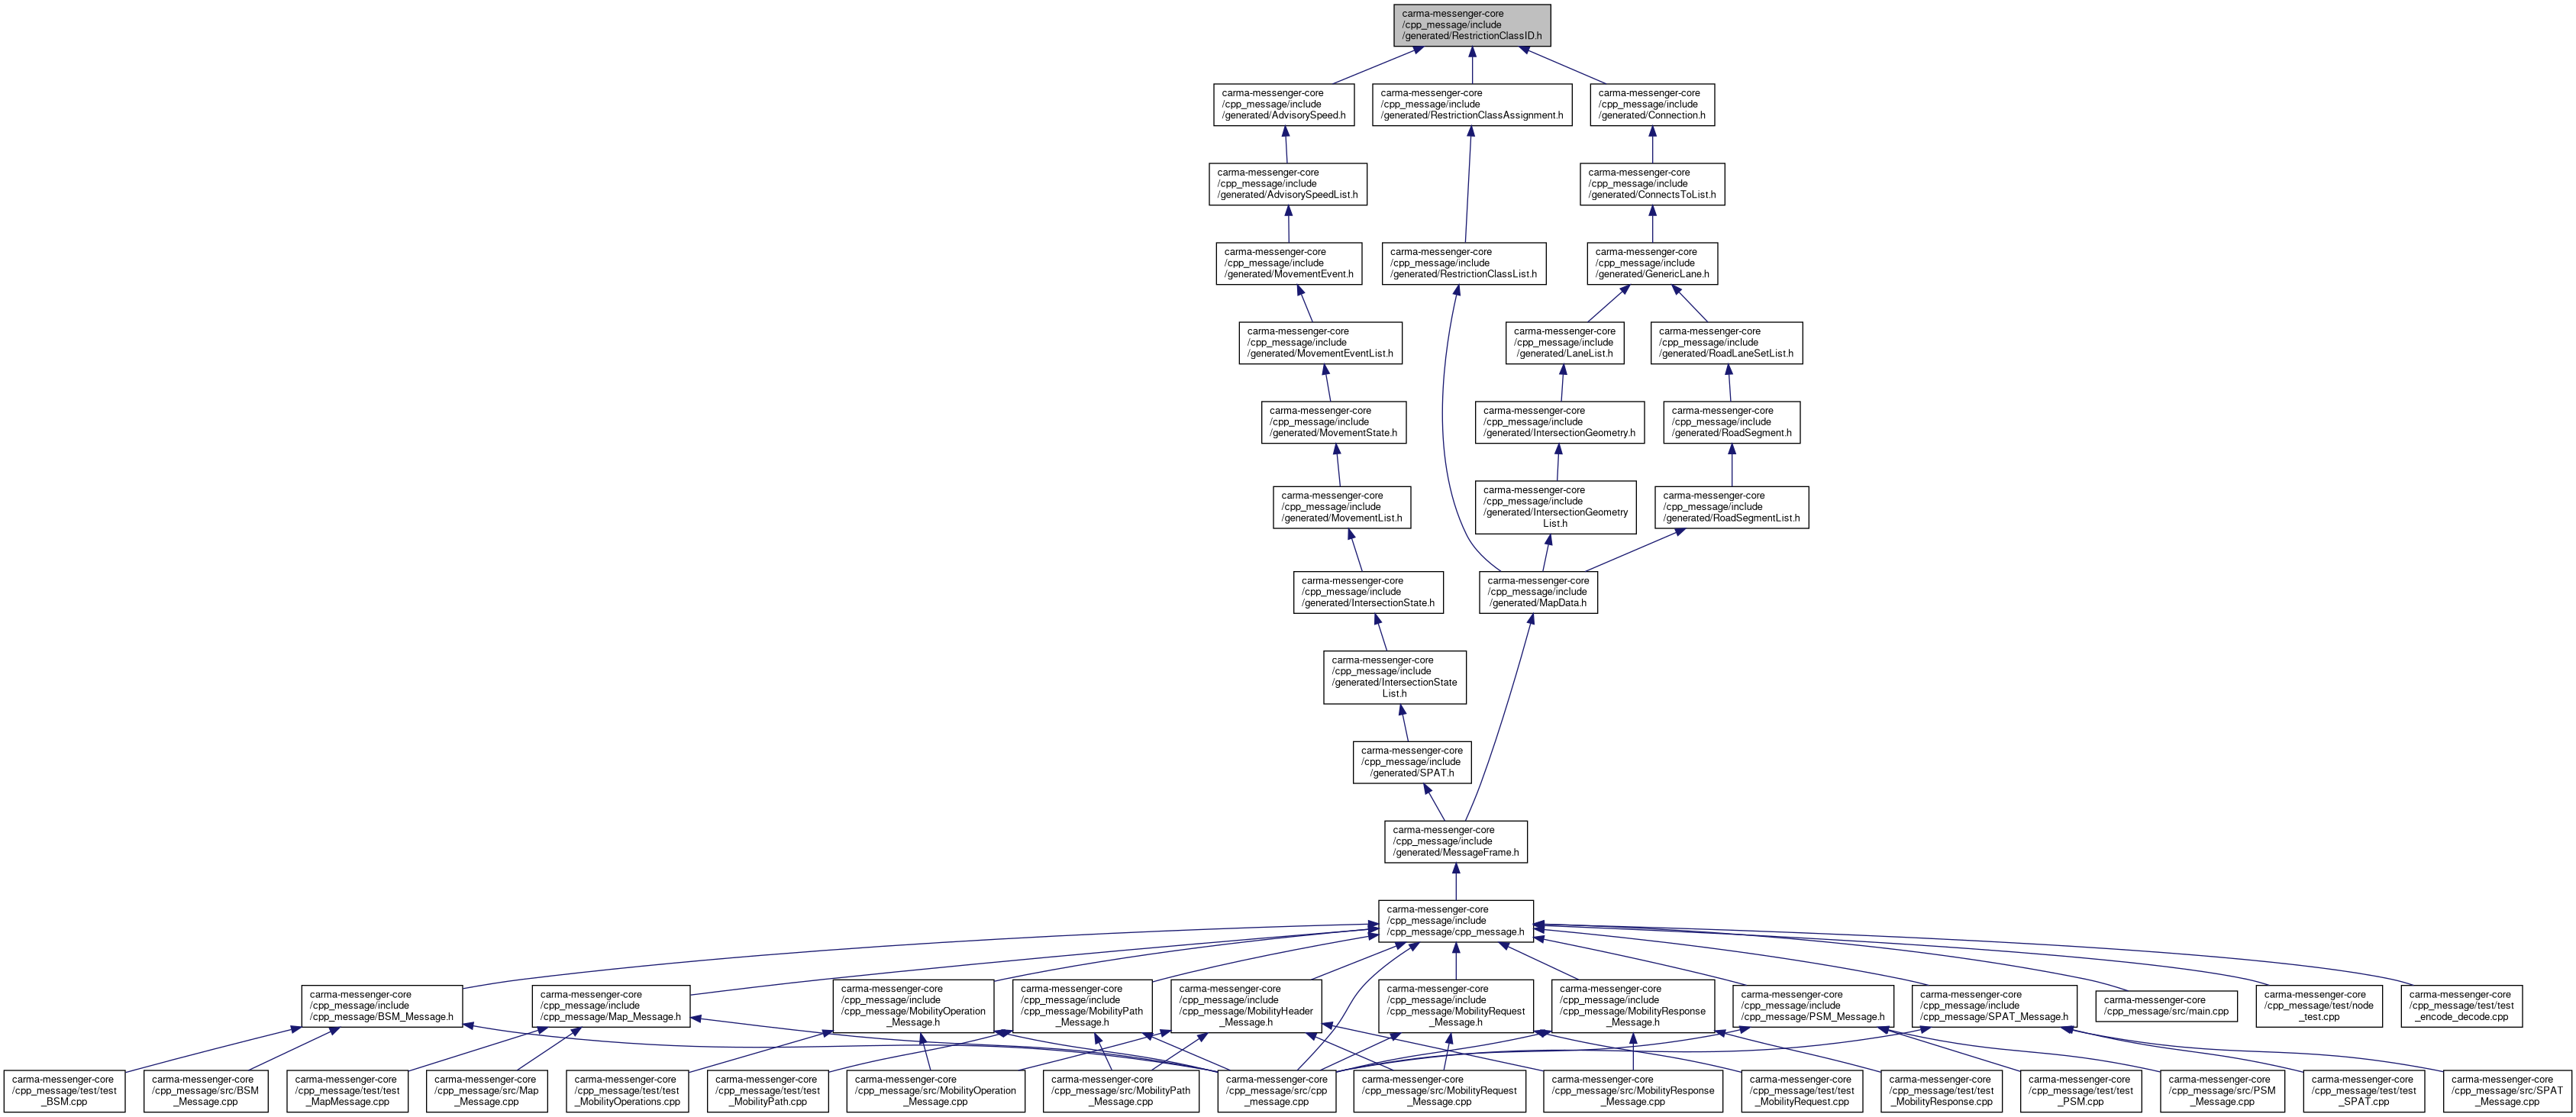 carma-messenger-core
/cpp_message/include
/generated/RestrictionClassID.h
carma-messenger-core
/cpp_message/include
/generated/AdvisorySpeed.h
carma-messenger-core
/cpp_message/include
/generated/RestrictionClassAssignment.h
carma-messenger-core
/cpp_message/include
/generated/Connection.h
carma-messenger-core
/cpp_message/include
/generated/AdvisorySpeedList.h
carma-messenger-core
/cpp_message/include
/generated/ConnectsToList.h
carma-messenger-core
/cpp_message/include
/generated/MovementEvent.h
carma-messenger-core
/cpp_message/include
/generated/RestrictionClassList.h
carma-messenger-core
/cpp_message/include
/generated/GenericLane.h
carma-messenger-core
/cpp_message/include
/generated/MovementEventList.h
carma-messenger-core
/cpp_message/include
/generated/LaneList.h
carma-messenger-core
/cpp_message/include
/generated/RoadLaneSetList.h
carma-messenger-core
/cpp_message/include
/generated/MovementState.h
carma-messenger-core
/cpp_message/include
/generated/IntersectionGeometry.h
carma-messenger-core
/cpp_message/include
/generated/RoadSegment.h
carma-messenger-core
/cpp_message/include
/generated/MovementList.h
carma-messenger-core
/cpp_message/include
/generated/IntersectionGeometry
List.h
carma-messenger-core
/cpp_message/include
/generated/RoadSegmentList.h
carma-messenger-core
/cpp_message/include
/generated/IntersectionState.h
carma-messenger-core
/cpp_message/include
/generated/MapData.h
carma-messenger-core
/cpp_message/include
/generated/IntersectionState
List.h
carma-messenger-core
/cpp_message/include
/generated/SPAT.h
carma-messenger-core
/cpp_message/include
/generated/MessageFrame.h
carma-messenger-core
/cpp_message/include
/cpp_message/cpp_message.h
carma-messenger-core
/cpp_message/include
/cpp_message/BSM_Message.h
carma-messenger-core
/cpp_message/include
/cpp_message/Map_Message.h
carma-messenger-core
/cpp_message/include
/cpp_message/MobilityOperation
_Message.h
carma-messenger-core
/cpp_message/include
/cpp_message/MobilityPath
_Message.h
carma-messenger-core
/cpp_message/include
/cpp_message/MobilityHeader
_Message.h
carma-messenger-core
/cpp_message/include
/cpp_message/MobilityRequest
_Message.h
carma-messenger-core
/cpp_message/include
/cpp_message/MobilityResponse
_Message.h
carma-messenger-core
/cpp_message/include
/cpp_message/PSM_Message.h
carma-messenger-core
/cpp_message/include
/cpp_message/SPAT_Message.h
carma-messenger-core
/cpp_message/src/main.cpp
carma-messenger-core
/cpp_message/test/node
_test.cpp
carma-messenger-core
/cpp_message/test/test
_encode_decode.cpp
carma-messenger-core
/cpp_message/test/test
_BSM.cpp
carma-messenger-core
/cpp_message/src/BSM
_Message.cpp
carma-messenger-core
/cpp_message/test/test
_MapMessage.cpp
carma-messenger-core
/cpp_message/src/Map
_Message.cpp
carma-messenger-core
/cpp_message/test/test
_MobilityOperations.cpp
carma-messenger-core
/cpp_message/test/test
_MobilityPath.cpp
carma-messenger-core
/cpp_message/src/MobilityOperation
_Message.cpp
carma-messenger-core
/cpp_message/src/MobilityPath
_Message.cpp
carma-messenger-core
/cpp_message/src/cpp
_message.cpp
carma-messenger-core
/cpp_message/src/MobilityRequest
_Message.cpp
carma-messenger-core
/cpp_message/src/MobilityResponse
_Message.cpp
carma-messenger-core
/cpp_message/test/test
_MobilityRequest.cpp
carma-messenger-core
/cpp_message/test/test
_MobilityResponse.cpp
carma-messenger-core
/cpp_message/test/test
_PSM.cpp
carma-messenger-core
/cpp_message/src/PSM
_Message.cpp
carma-messenger-core
/cpp_message/test/test
_SPAT.cpp
carma-messenger-core
/cpp_message/src/SPAT
_Message.cpp